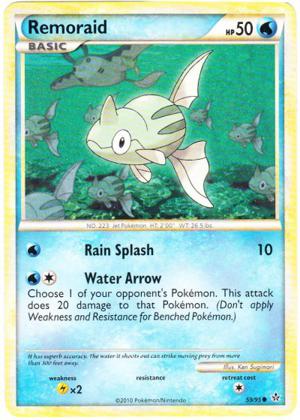 Remoraid
HP 50
BASIC
NO. 223 Jet Pokémon HT: 2'00" WT: 26.5 lbs.
Rain Splash 10
Water Arrow
Choose 1 of your opponent's Pokémon. This attack
does 20 damage to that Pokémon. (Don't apply
Weakness and Resistance for Benched Pokémon.)
Illus. Ken Sugimori
It has superb accuracy. The water it shoots out can strike moving prey from more
than 300 feet away.
weakness resistance retreat cost
×2
©2010 Pokémon/Nintendo 59/95